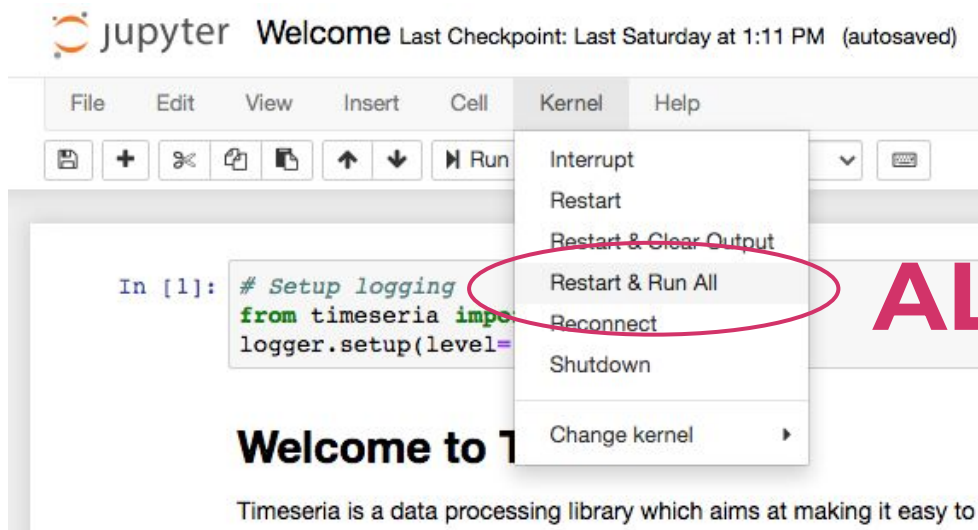 jupyter Welcome Last Checkpoint: Last Saturday at 1:11 PM (autosaved)
File Edit View Insert Cell Kernel Help
Run
Interrupt
Restart
Restart & Clear Output
Restart & Run All
Reconnect
Shutdown
Change kernel
AL
In [1]: # Setup logging
from timeseria impo
logger.setup(level=
Welcome to T
Timeseria is a data processing library which aims at making it easy to